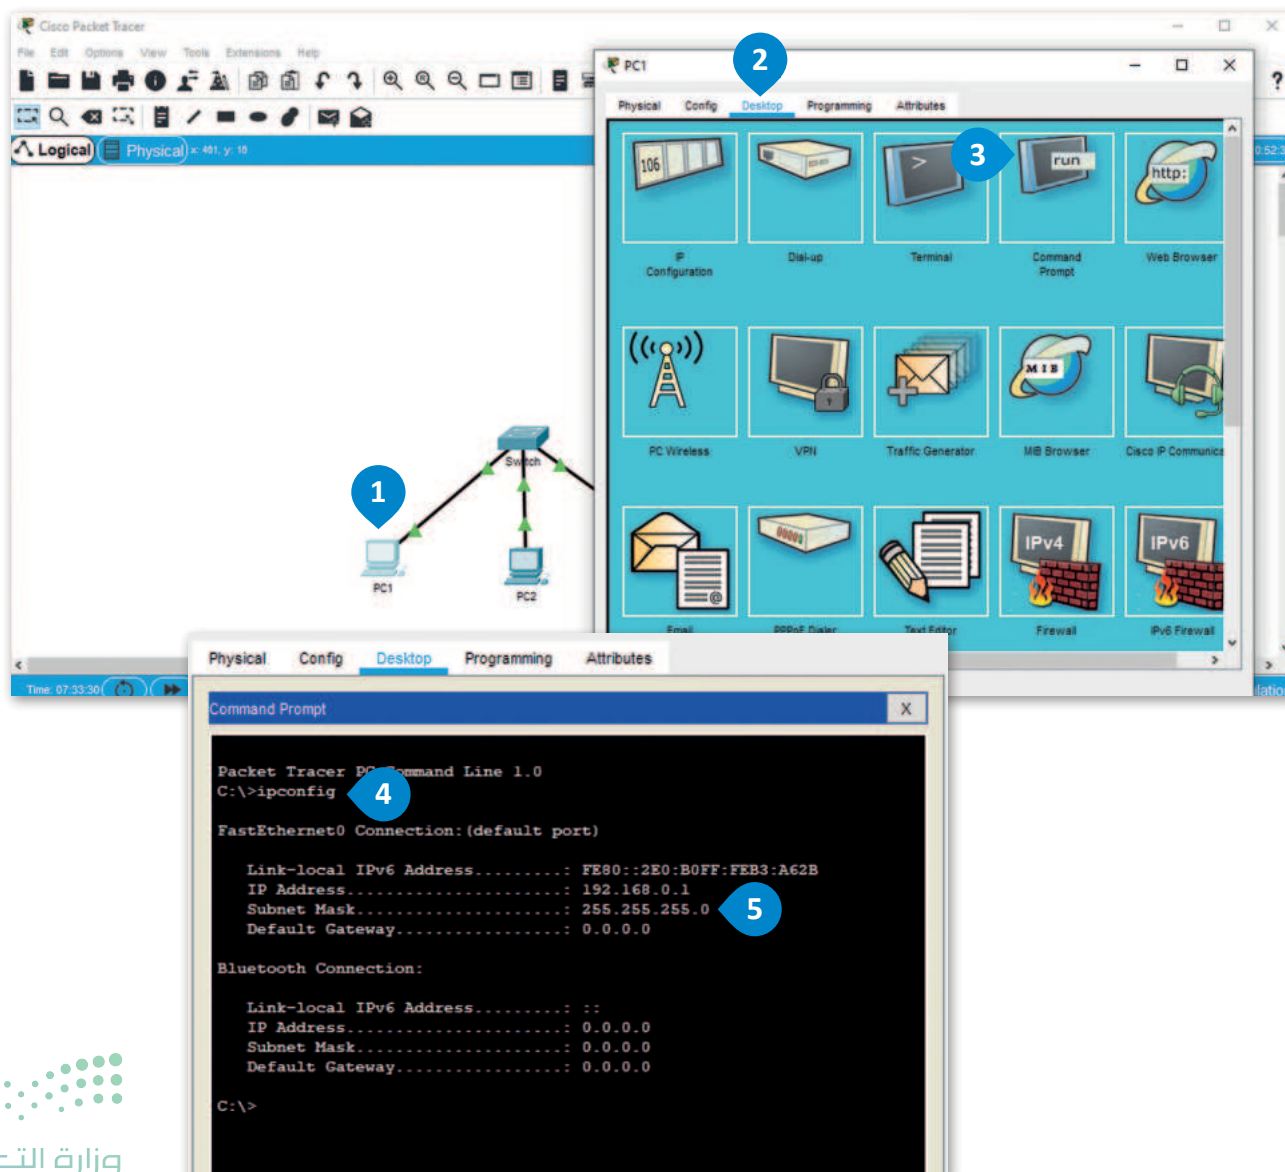 Cisco Packet Tracer
File Edit Options View Tools Extensions Help
?
Logical Physical x: 461, y: 16
1
Switch
PC1
PC2
Time: 07:33:30
PC1
2
Physical Config Desktop Programming Attributes
3
106
>
run
http:
IP Configuration
Dial-up
Terminal
Command Prompt
Web Browser
MIB
PC Wireless
VPN
Traffic Generator
MIB Browser
Cisco IP Communica
@
IPv4
IPv6
Email
PPPoE Dialer
Text Editor
Firewall
IPv6 Firewall
Physical Config Desktop Programming Attributes
Command Prompt
X
Packet Tracer PC Command Line 1.0
C:\>ipconfig
4
FastEthernet0 Connection:(default port)
Link-local IPv6 Address.........: FE80::2E0:B0FF:FEB3:A62B
IP Address......................: 192.168.0.1
Subnet Mask.....................: 255.255.255.0
5
Default Gateway.................: 0.0.0.0
Bluetooth Connection:
Link-local IPv6 Address.........: ::
IP Address......................: 0.0.0.0
Subnet Mask.....................: 0.0.0.0
Default Gateway.................: 0.0.0.0
C:\>
وزارة التع